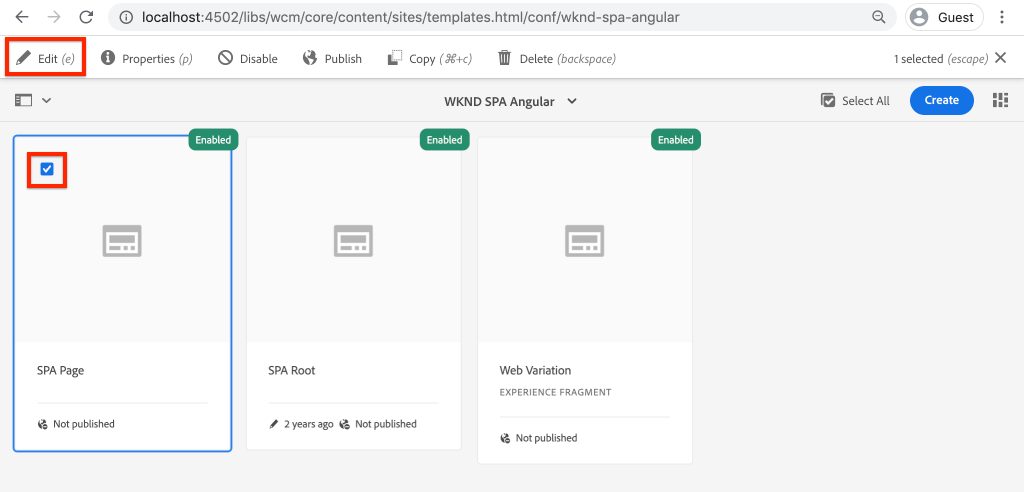 localhost:4502/libs/wcm/core/content/sites/templates.html/conf/wknd-spa-angular
Guest
Edit (e) Properties (p) Disable Publish Copy (⌘+c) Delete (backspace) 1 selected (escape)
WKND SPA Angular Select All Create
Enabled Enabled Enabled
SPA Page SPA Root Web Variation
EXPERIENCE FRAGMENT
Not published 2 years ago Not published
Not published